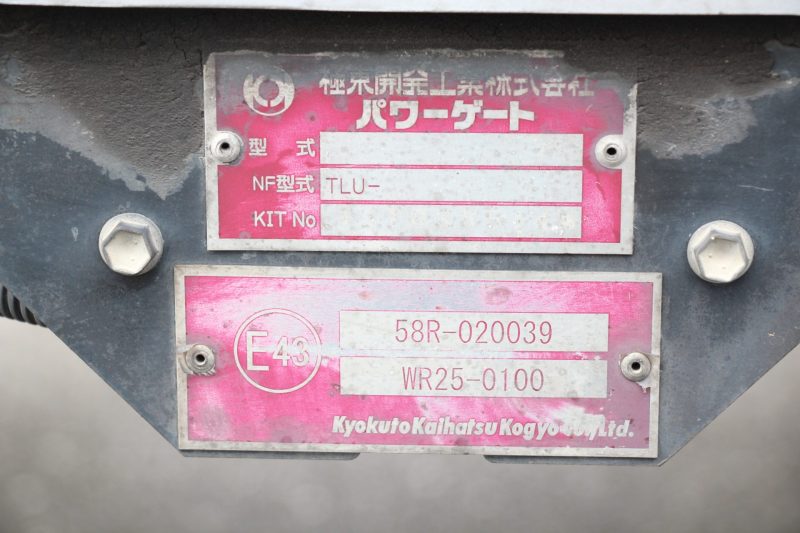 極東開発工業株式会社
パワーゲート
型 式
NF型式 TLU-
KIT No
E43 58R-020039
WR25-0100
Kyokuto Kaihatsu Kogyo Co., Ltd.